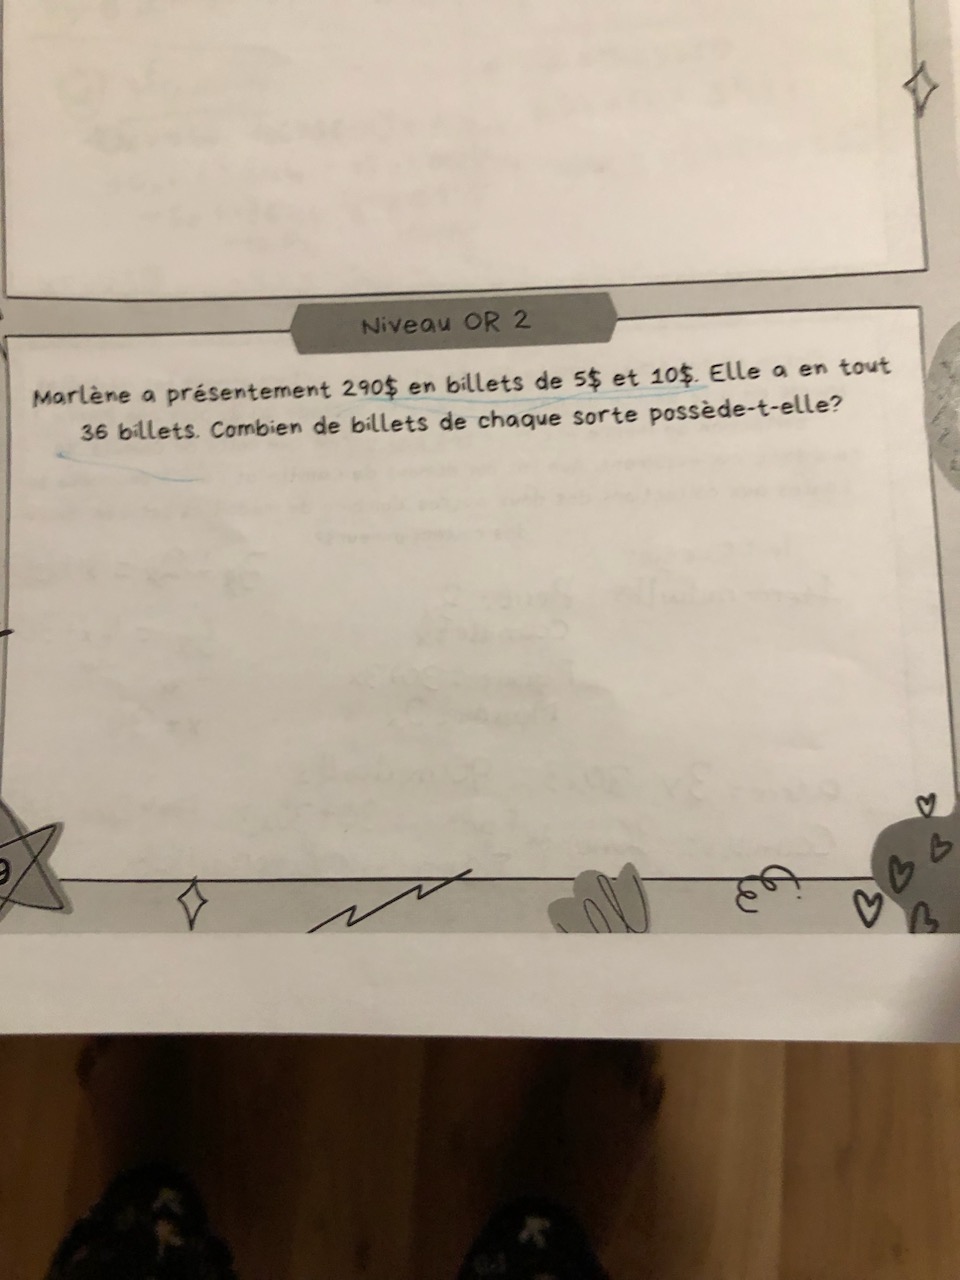 Niveau OR 2
Marlène a présentement 290$ en billets de 5$ et 10$. Elle a en tout
36 billets. Combien de billets de chaque sorte possède-t-elle?
9